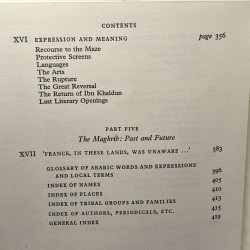 CONTENTS
XVI EXPRESSION AND MEANING page 356
Recourse to the Maze
Protective Screens
Languages
The Arts
The Rupture
The Great Reversal
The Return of Ibn Khaldun
Last Literary Openings
PART FIVE
The Maghrib: Past and Future
XVII 'FRANCE, IN THESE LANDS, WAS UNAWARE ...' 383
GLOSSARY OF ARABIC WORDS AND EXPRESSIONS
AND LOCAL TERMS 396
INDEX OF NAMES 405
INDEX OF PLACES 410
INDEX OF TRIBAL GROUPS AND FAMILIES 413
INDEX OF AUTHORS, PERIODICALS, ETC. 415
GENERAL INDEX 419